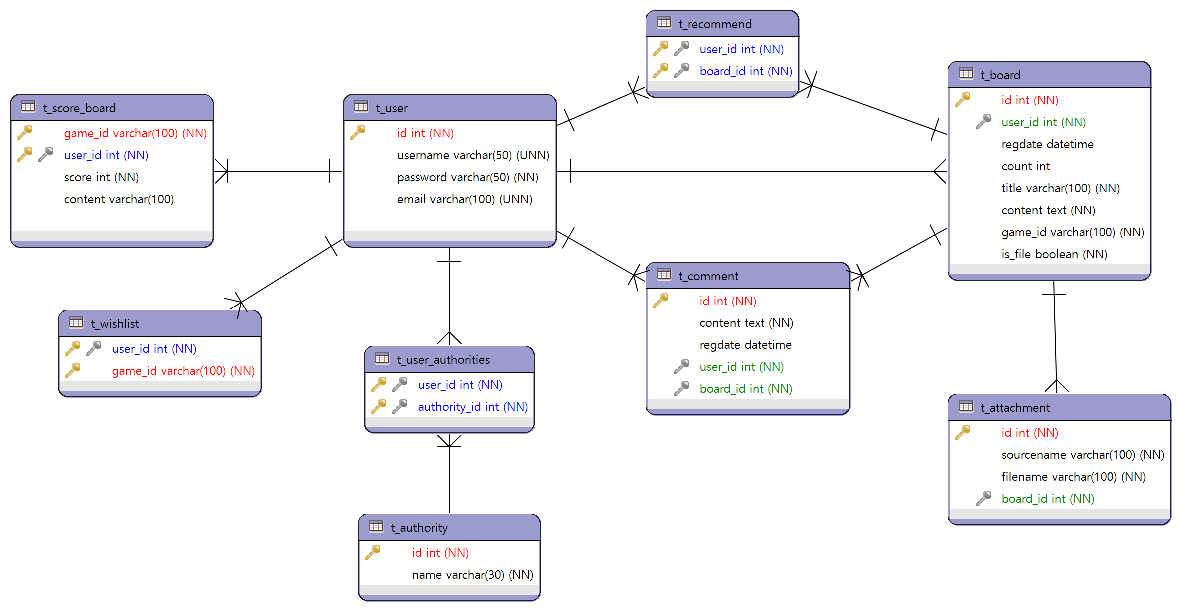 t_recommend
user_id int (NN)
board_id int (NN)
t_board
id int (NN)
user_id int (NN)
regdate datetime
count int
title varchar(100) (NN)
content text (NN)
game_id varchar(100) (NN)
is_file boolean (NN)
t_score_board
game_id varchar(100) (NN)
user_id int (NN)
score int (NN)
content varchar(100)
t_user
id int (NN)
username varchar(50) (UNN)
password varchar(50) (NN)
email varchar(100) (UNN)
t_comment
id int (NN)
content text (NN)
regdate datetime
user_id int (NN)
board_id int (NN)
t_wishlist
user_id int (NN)
game_id varchar(100) (NN)
t_user_authorities
user_id int (NN)
authority_id int (NN)
t_attachment
id int (NN)
sourcename varchar(100) (NN)
filename varchar(100) (NN)
board_id int (NN)
t_authority
id int (NN)
name varchar(30) (NN)